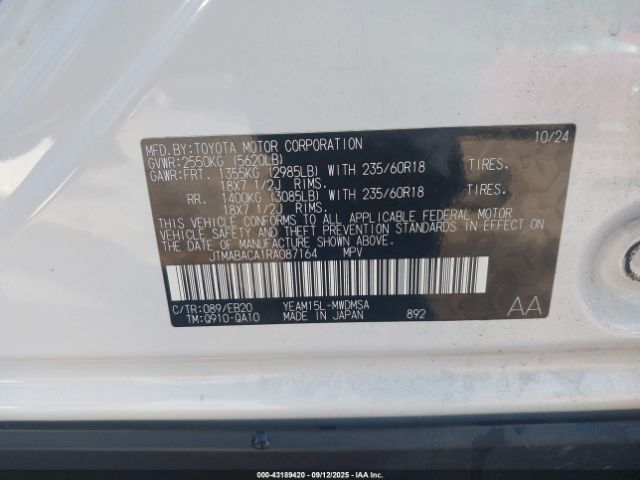 MFD.BY:TOYOTA MOTOR CORPORATION 10/24
GVWR:2550KG (5620LB)
GAWR:FRT. 1355KG (2985LB) WITH 235/60R18 TIRES.
18X7 1/2J RIMS.
RR. 1400KG (3085LB) WITH 235/60R18 TIRES.
18X7 1/2J RIMS.
THIS VEHICLE CONFORMS TO ALL APPLICABLE FEDERAL MOTOR
VEHICLE SAFETY AND THEFT PREVENTION STANDARDS IN EFFECT
ON THE DATE OF MANUFACTURE SHOWN ABOVE.
JTMABACA1RA087164 MPV
C/TR:089/EB20 YEAM15L-MWDMSA AA
TM:Q910-QA10 MADE IN JAPAN 892
000-43189420 - 09/12/2025 - IAA, INC.